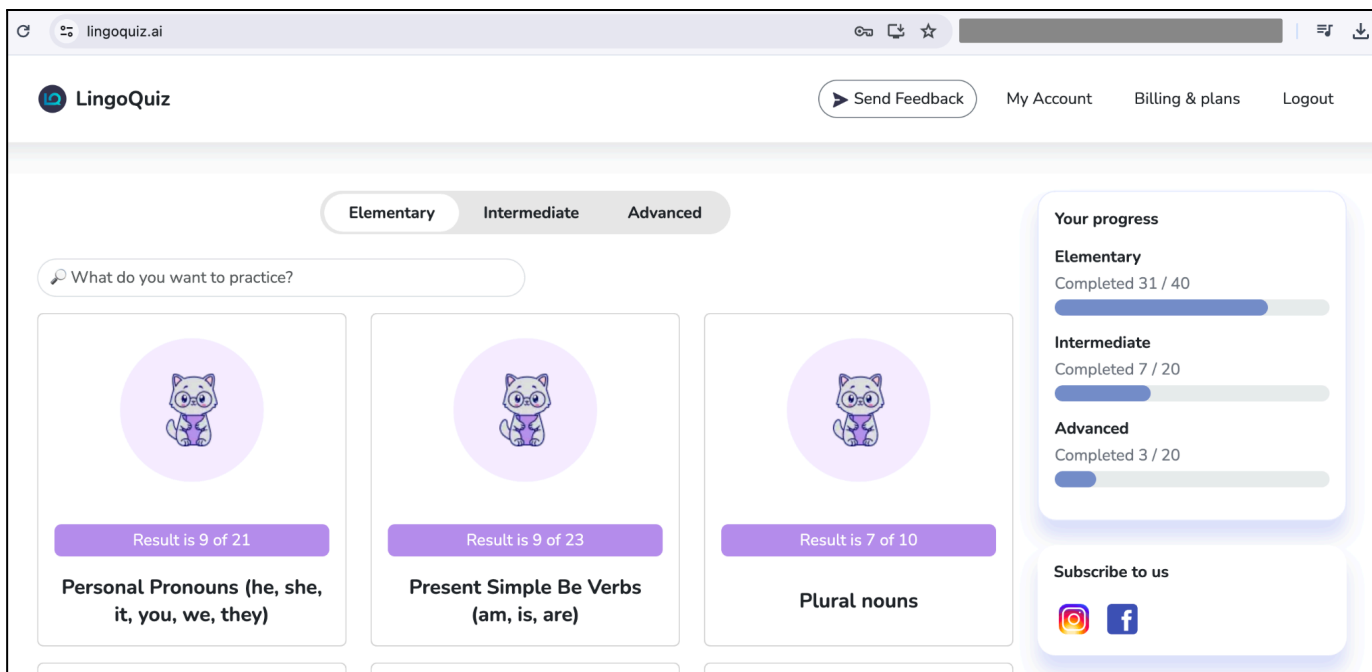 lingoquiz.ai
LingoQuiz
Send Feedback
My Account
Billing & plans
Logout
Elementary
Intermediate
Advanced
What do you want to practice?
Result is 9 of 21
Personal Pronouns (he, she,
it, you, we, they)
Result is 9 of 23
Present Simple Be Verbs
(am, is, are)
Result is 7 of 10
Plural nouns
Your progress
Elementary
Completed 31 / 40
Intermediate
Completed 7 / 20
Advanced
Completed 3 / 20
Subscribe to us